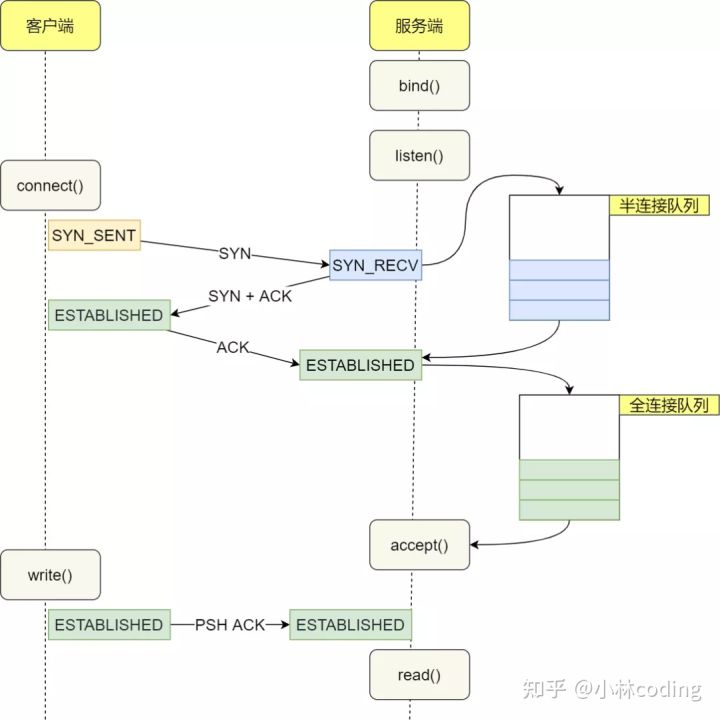 客户端
服务端
bind()
listen()
connect()
半连接队列
SYN_SENT
SYN
SYN_RECV
SYN + ACK
ESTABLISHED
ACK
ESTABLISHED
全连接队列
accept()
write()
ESTABLISHED
PSH ACK
ESTABLISHED
read()
知乎 @小林coding